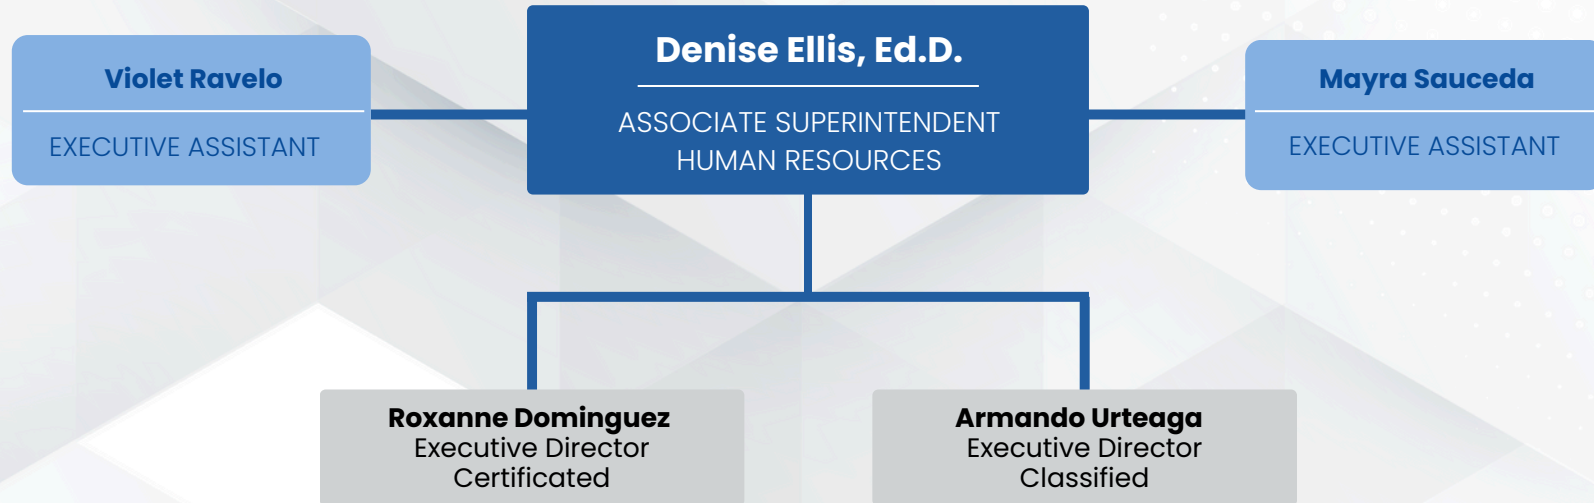 Denise Ellis, Ed.D.
ASSOCIATE SUPERINTENDENT
HUMAN RESOURCES
Violet Ravelo
EXECUTIVE ASSISTANT
Mayra Sauceda
EXECUTIVE ASSISTANT
Roxanne Dominguez
Executive Director
Certificated
Armando Urteaga
Executive Director
Classified